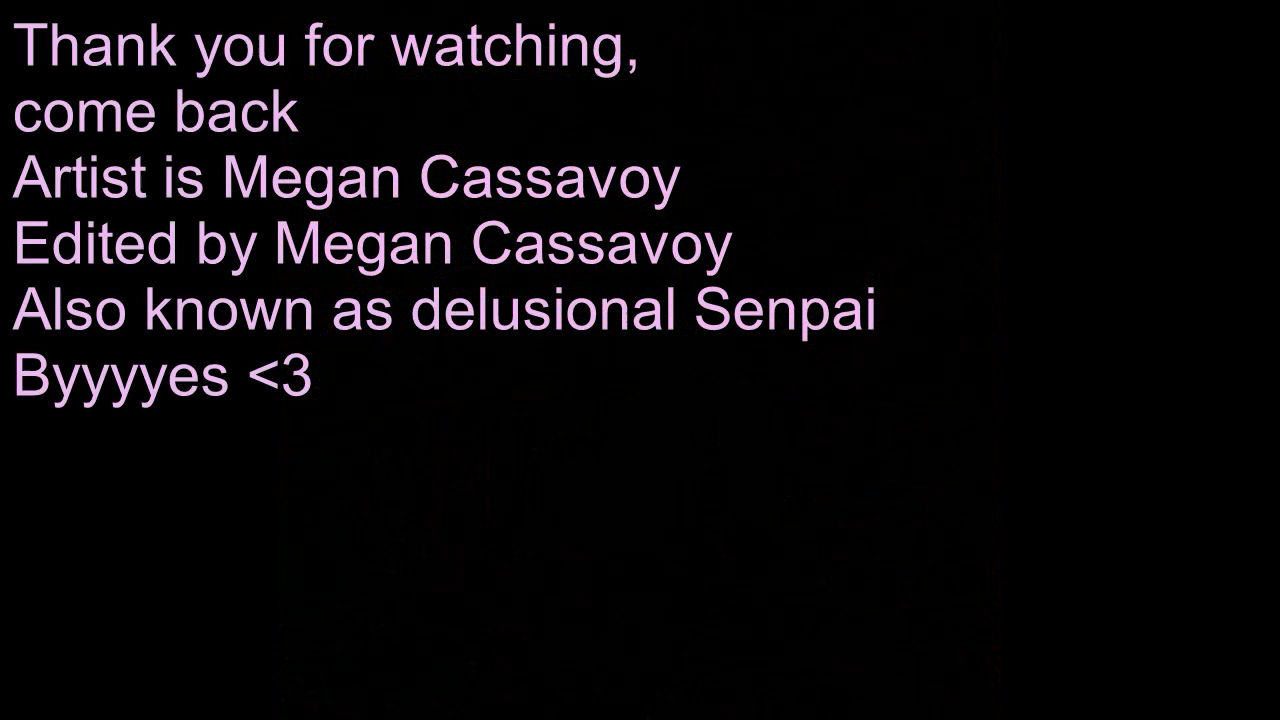 Thank you for watching,
come back
Artist is Megan Cassavoy
Edited by Megan Cassavoy
Also known as delusional Senpai
Byyyyes <3